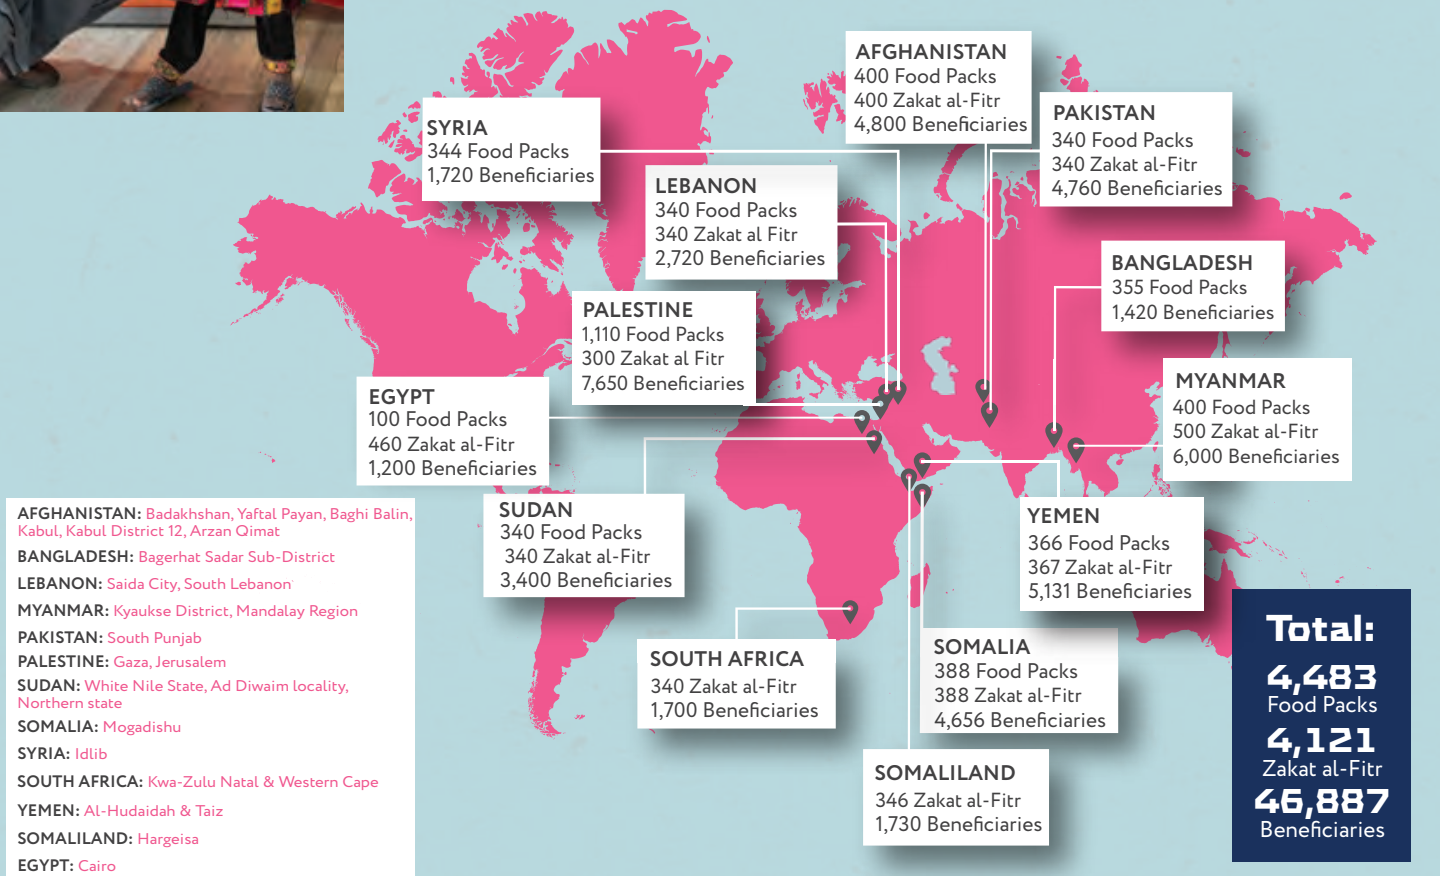 AFGHANISTAN
400 Food Packs
400 Zakat al-Fitr
4,800 Beneficiaries
PAKISTAN
340 Food Packs
340 Zakat al-Fitr
4,760 Beneficiaries
SYRIA
344 Food Packs
1,720 Beneficiaries
LEBANON
340 Food Packs
340 Zakat al Fitr
2,720 Beneficiaries
BANGLADESH
355 Food Packs
1,420 Beneficiaries
PALESTINE
1,110 Food Packs
300 Zakat al Fitr
7,650 Beneficiaries
MYANMAR
400 Food Packs
500 Zakat al-Fitr
6,000 Beneficiaries
EGYPT
100 Food Packs
460 Zakat al-Fitr
1,200 Beneficiaries
SUDAN
340 Food Packs
340 Zakat al-Fitr
3,400 Beneficiaries
YEMEN
366 Food Packs
367 Zakat al-Fitr
5,131 Beneficiaries
SOUTH AFRICA
340 Zakat al-Fitr
1,700 Beneficiaries
SOMALIA
388 Food Packs
388 Zakat al-Fitr
4,656 Beneficiaries
SOMALILAND
346 Zakat al-Fitr
1,730 Beneficiaries
AFGHANISTAN: Badakhshan, Yaftal Payan, Baghi Balin,
Kabul, Kabul District 12, Arzan Qimat
BANGLADESH: Bagerhat Sadar Sub-District
LEBANON: Saida City, South Lebanon
MYANMAR: Kyaukse District, Mandalay Region
PAKISTAN: South Punjab
PALESTINE: Gaza, Jerusalem
SUDAN: White Nile State, Ad Diwaim locality,
Northern state
SOMALIA: Mogadishu
SYRIA: Idlib
SOUTH AFRICA: Kwa-Zulu Natal & Western Cape
YEMEN: Al-Hudaidah & Taiz
SOMALILAND: Hargeisa
EGYPT: Cairo
Total:
4,483
Food Packs
4,121
Zakat al-Fitr
46,887
Beneficiaries